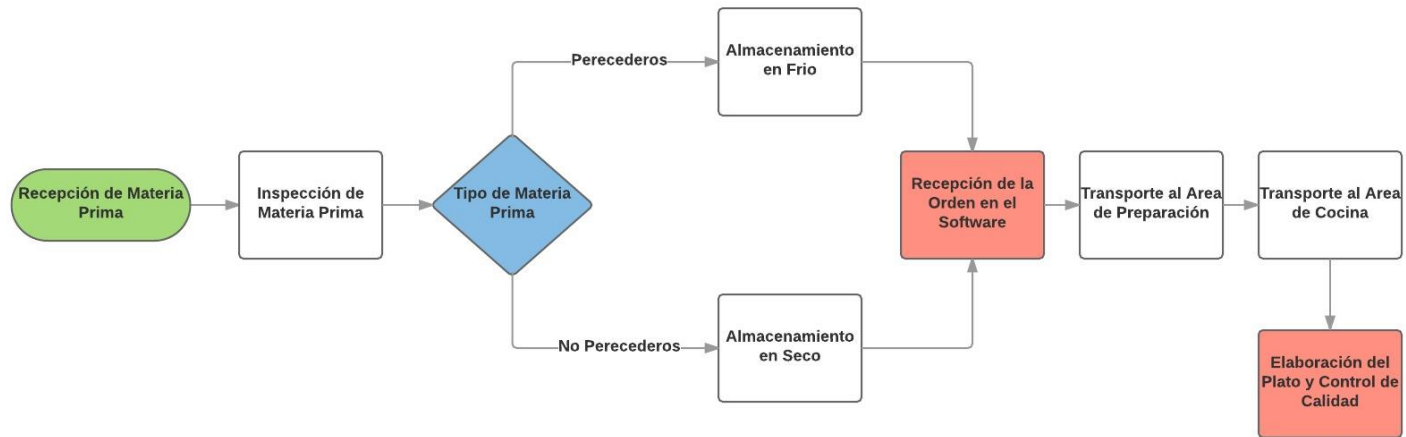 Recepción de Materia
Prima
Inspección de
Materia Prima
Tipo de Materia
Prima
Perecederos
Almacenamiento
en Frio
No Perecederos
Almacenamiento
en Seco
Recepción de la
Orden en el
Software
Transporte al Area
de Preparación
Transporte al Area
de Cocina
Elaboración del
Plato y Control de
Calidad